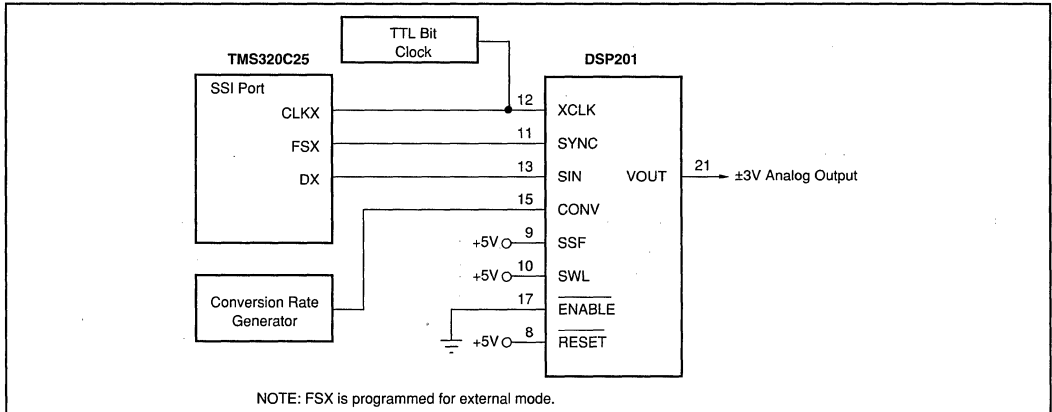 TTL Bit
Clock
TMS320C25
DSP201
SSI Port
CLKX
12
XCLK
FSX
11
SYNC
DX
13
SIN
VOUT
21
±3V Analog Output
15
CONV
+5V
9
SSF
+5V
10
SWL
Conversion Rate
Generator
17
ENABLE
+5V
8
RESET
NOTE: FSX is programmed for external mode.